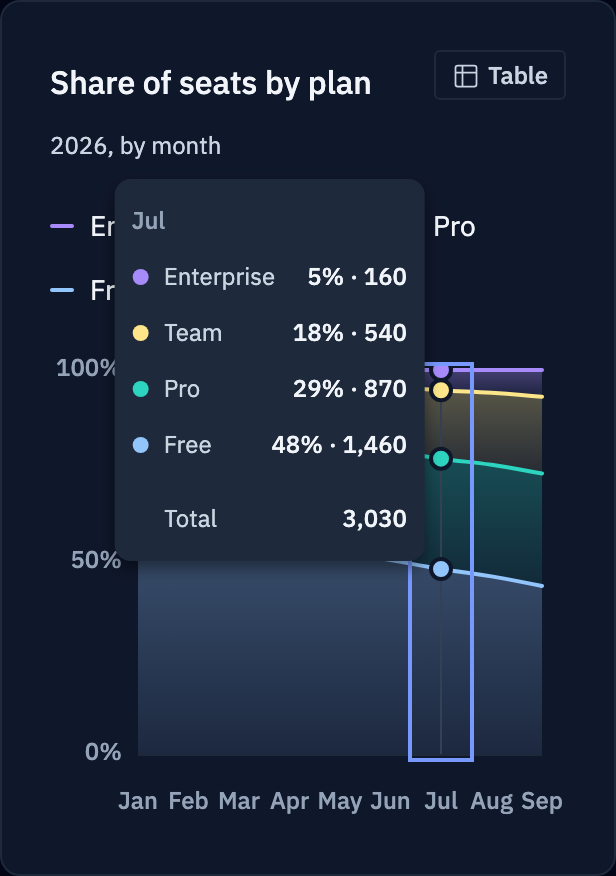 Share of seats by plan
Table
2026, by month
Pro
Jul
Enterprise 5% · 160
Team 18% · 540
Pro 29% · 870
Free 48% · 1,460
Total 3,030
100%
50%
0%
Jan Feb Mar Apr May Jun Jul Aug Sep